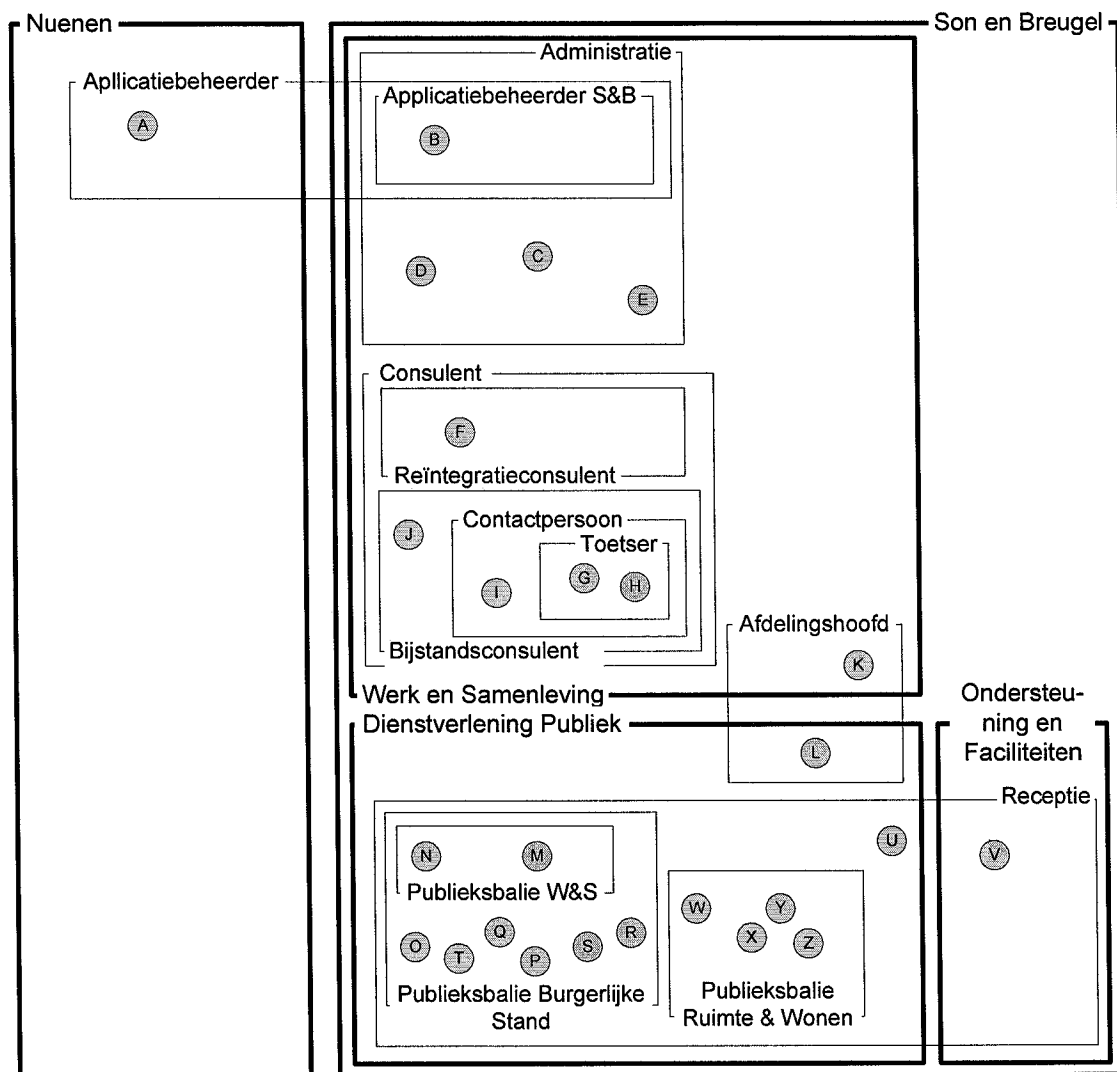 Nuenen
Son en Breugel
Administratie
Apllicatiebeheerder
Applicatiebeheerder S&B
A
B
D
C
E
Consulent
F
Reïntegratieconsulent
Contactpersoon
J
Toetser
G
H
I
Afdelingshoofd
Bijstandsconsulent
K
Werk en Samenleving
Dienstverlening Publiek
Ondersteu-
ning en
Faciliteiten
L
Receptie
N
M
U
V
Publieksbalie W&S
W
Y
O
T
Q
P
S
R
X
Z
Publieksbalie Burgerlijke
Stand
Publieksbalie
Ruimte & Wonen